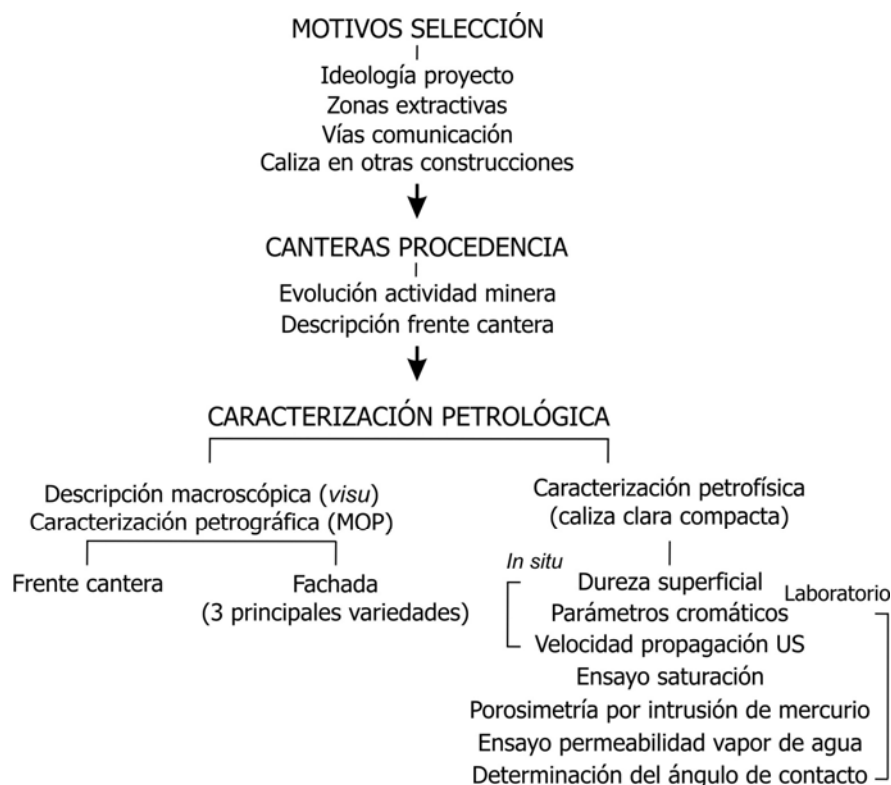 MOTIVOS SELECCIÓN
Ideología proyecto
Zonas extractivas
Vías comunicación
Caliza en otras construcciones
CANTERAS PROCEDENCIA
Evolución actividad minera
Descripción frente cantera
CARACTERIZACIÓN PETROLÓGICA
Descripción macroscópica (visu)
Caracterización petrográfica (MOP)
Frente cantera
Fachada
(3 principales variedades)
Caracterización petrofísica
(caliza clara compacta)
In situ
Laboratorio
Dureza superficial
Parámetros cromáticos
Velocidad propagación US
Ensayo saturación
Porosimetría por intrusión de mercurio
Ensayo permeabilidad vapor de agua
Determinación del ángulo de contacto